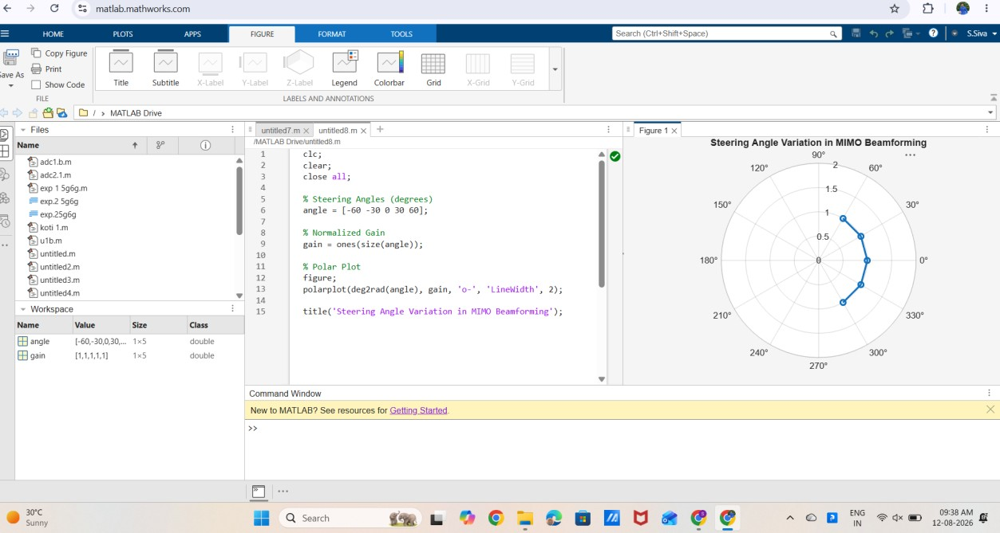 matlab.mathworks.com
HOME PLOTS APPS FIGURE FORMAT TOOLS
Search (Ctrl+Shift+Space)
S.Siva
Save As
Copy Figure
Print
Show Code
FILE
Title Subtitle X-Label Y-Label Z-Label Legend Colorbar Grid X-Grid Y-Grid
LABELS AND ANNOTATIONS
/ > MATLAB Drive
Files
Name
adc1.b.m
adc2.1.m
exp 1 5g6g.m
exp.2 5g6g
exp.25g6g
koti 1.m
u1b.m
untitled.m
untitled2.m
untitled3.m
untitled4.m
Workspace
Name Value Size Class
angle [-60,-30,0,30,... 1×5 double
gain [1,1,1,1,1] 1×5 double
untitled7.m × untitled8.m × +
/MATLAB Drive/untitled8.m
1 clc;
2 clear;
3 close all;
4
5 % Steering Angles (degrees)
6 angle = [-60 -30 0 30 60];
7
8 % Normalized Gain
9 gain = ones(size(angle));
10
11 % Polar Plot
12 figure;
13 polarplot(deg2rad(angle), gain, 'o-', 'LineWidth', 2);
14
15 title('Steering Angle Variation in MIMO Beamforming');
Figure 1 ×
Steering Angle Variation in MIMO Beamforming
90°
120° 2 60°
1.5
150° 1 30°
0.5
180° 0 0°
210° 330°
240° 300°
270°
Command Window
New to MATLAB? See resources for Getting Started.
>>
30°C
Sunny
Search
ENG
IN
09:38 AM
12-08-2026